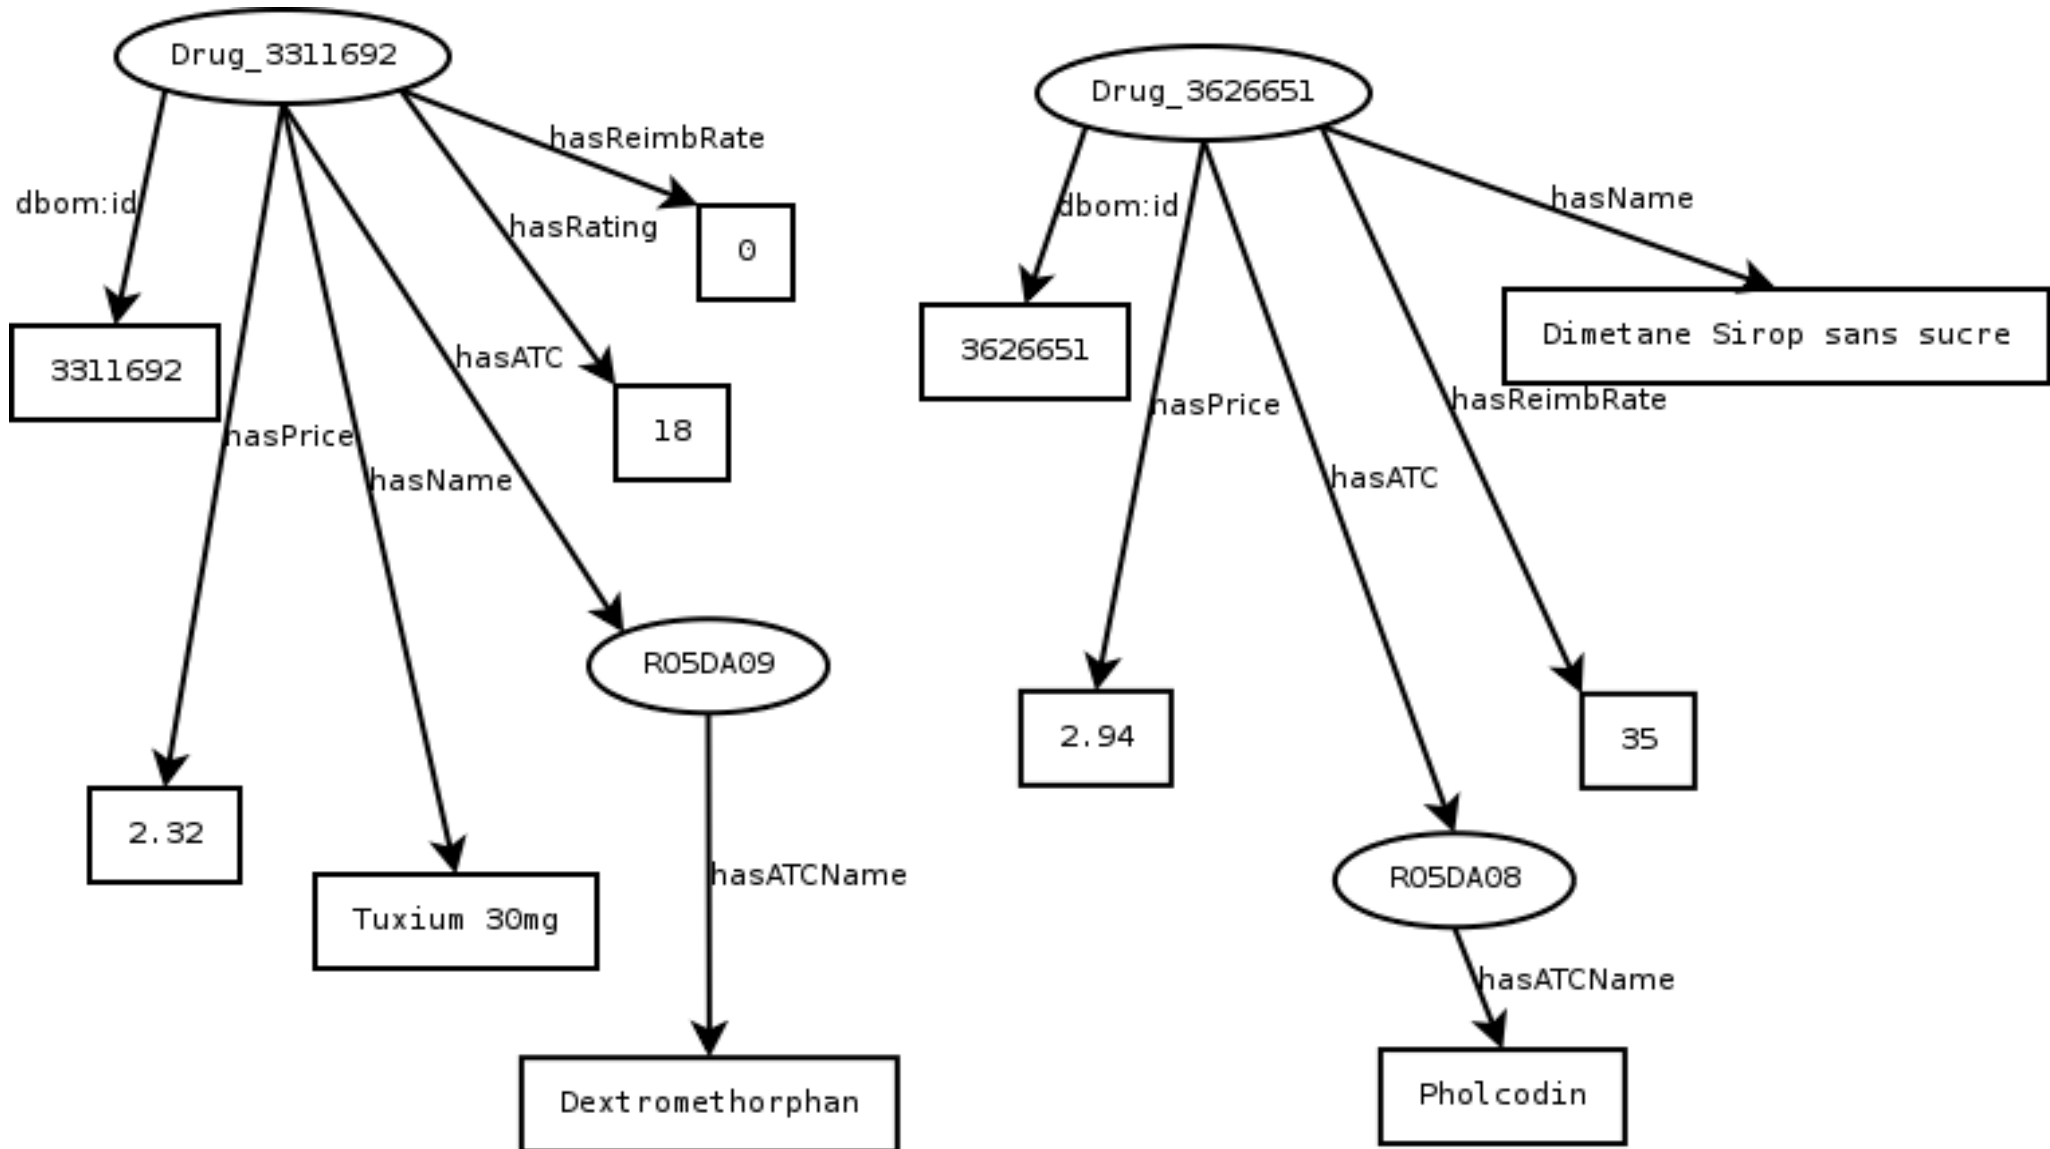 Drug_3311692
hasReimbRate
dbom:id
hasRating
0
3311692
hasATC
18
hasPrice
hasName
R05DA09
2.32
Tuxium 30mg
hasATCName
Dextromethorphan
Drug_3626651
dbom:id
hasName
3626651
Dimetane Sirop sans sucre
hasPrice
hasReimbRate
hasATC
2.94
35
R05DA08
hasATCName
Pholcodin